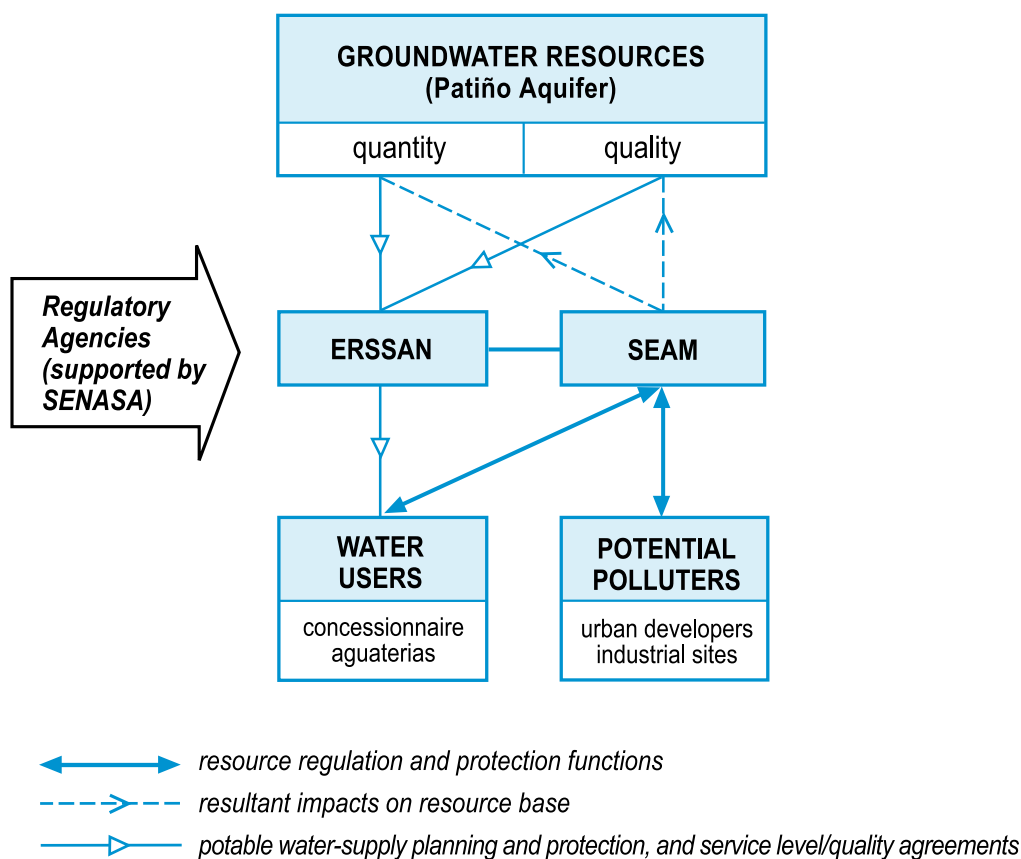 GROUNDWATER RESOURCES
(Patiño Aquifer)
quantity
quality
Regulatory
Agencies
(supported by
SENASA)
ERSSAN
SEAM
WATER
USERS
concessionnaire
aguaterias
POTENTIAL
POLLUTERS
urban developers
industrial sites
resource regulation and protection functions
resultant impacts on resource base
potable water-supply planning and protection, and service level/quality agreements